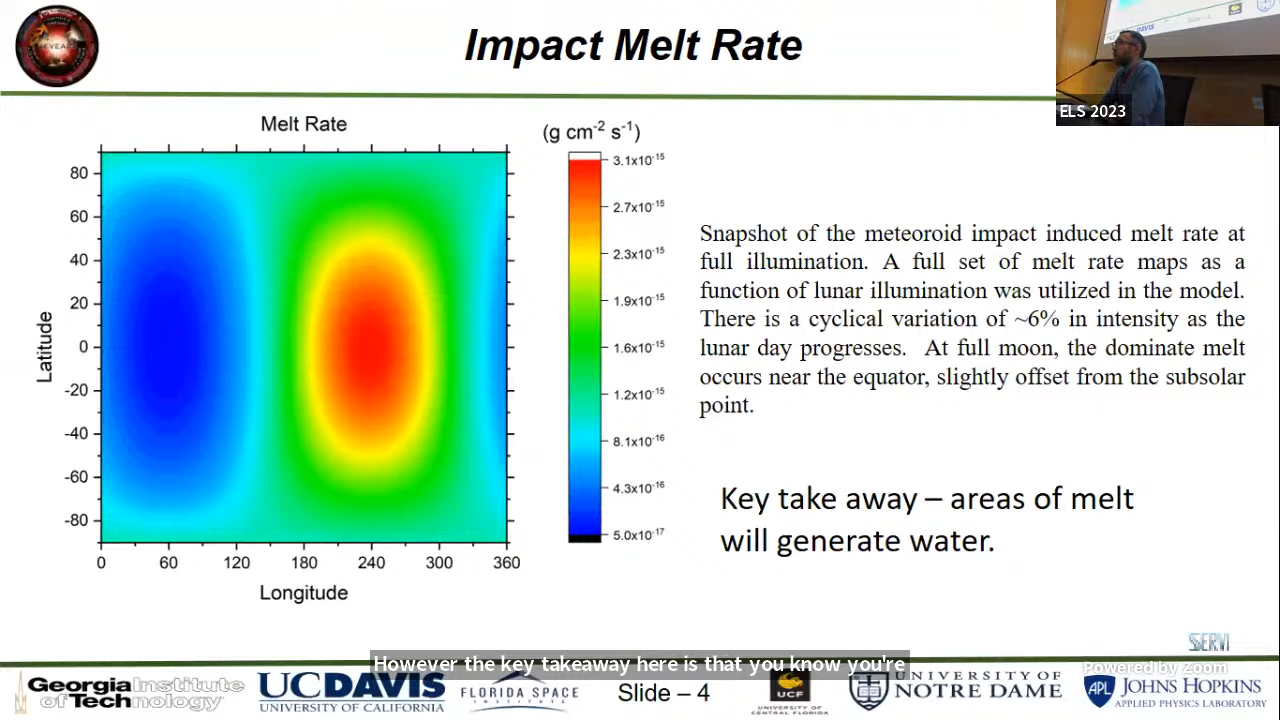 Impact Melt Rate
ELS 2023
Melt Rate
(g cm⁻² s⁻¹)
80
60
40
20
0
-20
-40
-60
-80
Latitude
0
60
120
180
240
300
360
Longitude
3.1x10⁻¹⁵
2.7x10⁻¹⁵
2.3x10⁻¹⁵
1.9x10⁻¹⁵
1.6x10⁻¹⁵
1.2x10⁻¹⁵
8.1x10⁻¹⁶
4.3x10⁻¹⁶
5.0x10⁻¹⁷
Snapshot of the meteoroid impact induced melt rate at
full illumination. A full set of melt rate maps as a
function of lunar illumination was utilized in the model.
There is a cyclical variation of ~6% in intensity as the
lunar day progresses. At full moon, the dominate melt
occurs near the equator, slightly offset from the subsolar
point.
Key take away – areas of melt
will generate water.
SSERVI
However the key takeaway here is that you know you're
Powered by zoom
Georgia Institute
of Technology
UCDAVIS
UNIVERSITY OF CALIFORNIA
FLORIDA SPACE
INSTITUTE
Slide – 4
UCF
UNIVERSITY OF
CENTRAL FLORIDA
UNIVERSITY OF
NOTRE DAME
APL
JOHNS HOPKINS
APPLIED PHYSICS LABORATORY